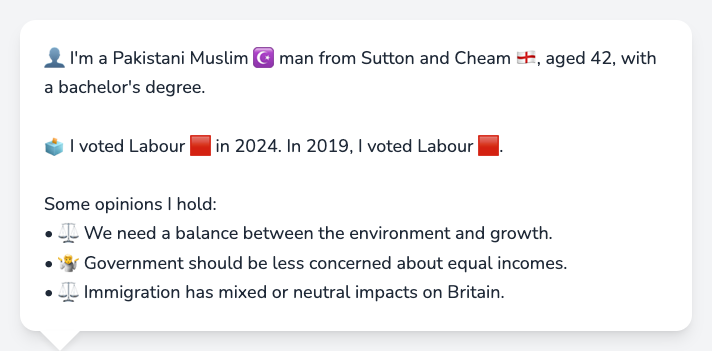 👤 I'm a Pakistani Muslim ☪️ man from Sutton and Cheam 🏴󠁧󠁢󠁥󠁮󠁧󠁿, aged 42, with
a bachelor's degree.
🗳️ I voted Labour 🟥 in 2024. In 2019, I voted Labour 🟥.
Some opinions I hold:
• ⚖️ We need a balance between the environment and growth.
• 🤷 Government should be less concerned about equal incomes.
• ⚖️ Immigration has mixed or neutral impacts on Britain.